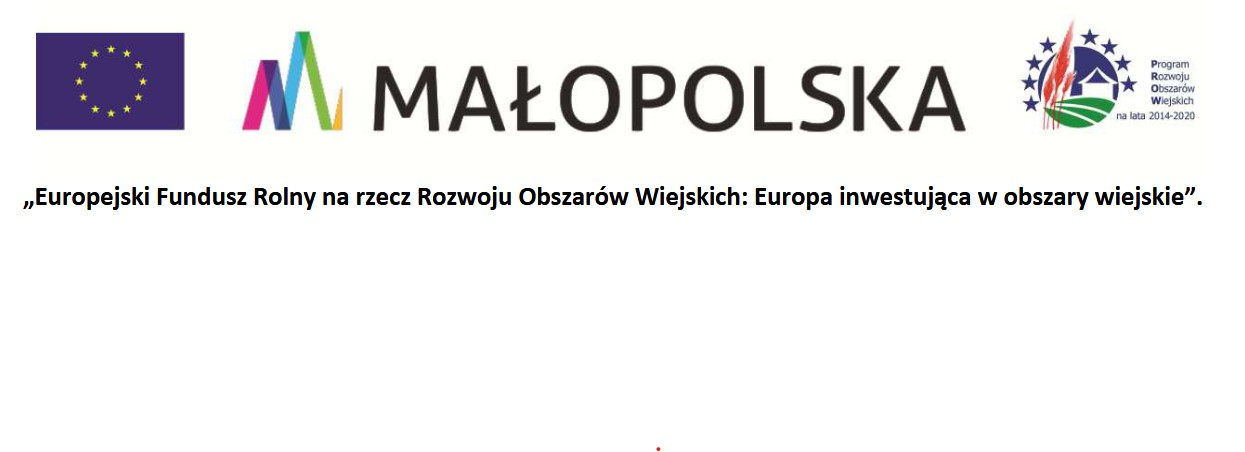 MAŁOPOLSKA
Program
Rozwoju
Obszarów
Wiejskich
na lata 2014-2020
„Europejski Fundusz Rolny na rzecz Rozwoju Obszarów Wiejskich: Europa inwestująca w obszary wiejskie”.